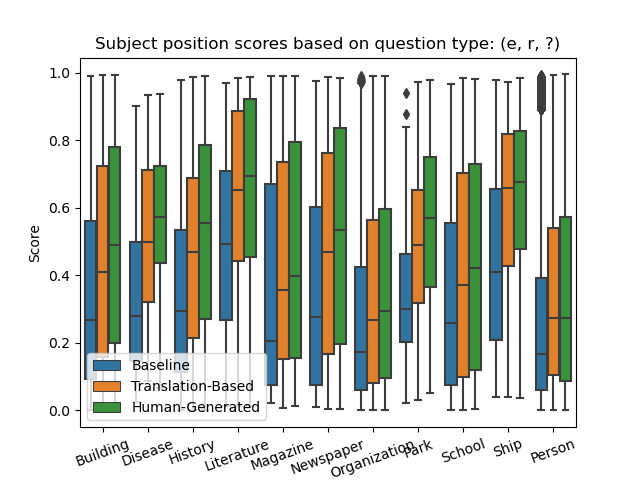 Subject position scores based on question type: (e, r, ?)
Score
1.0
0.8
0.6
0.4
0.2
0.0
Baseline
Translation-Based
Human-Generated
Building
Disease
History
Literature
Magazine
Newspaper
Organization
Park
School
Ship
Person